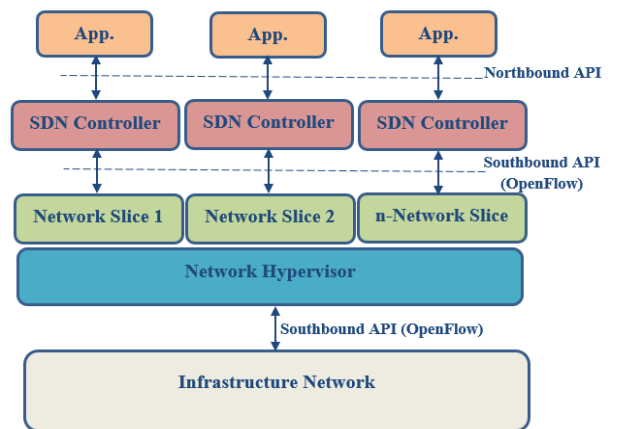 App.
App.
App.
Northbound API
SDN Controller
SDN Controller
SDN Controller
Southbound API
(OpenFlow)
Network Slice 1
Network Slice 2
n-Network Slice
Network Hypervisor
Southbound API (OpenFlow)
Infrastructure Network